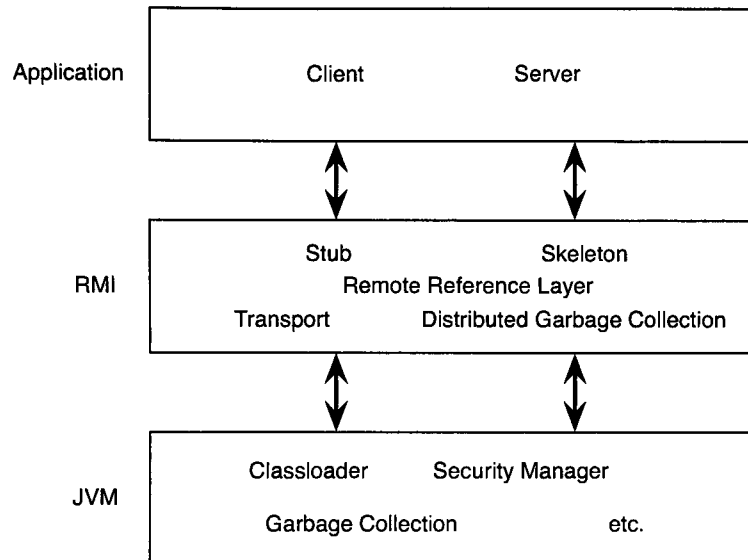 Application
Client Server
RMI
Stub Skeleton
Remote Reference Layer
Transport Distributed Garbage Collection
JVM
Classloader Security Manager
Garbage Collection etc.